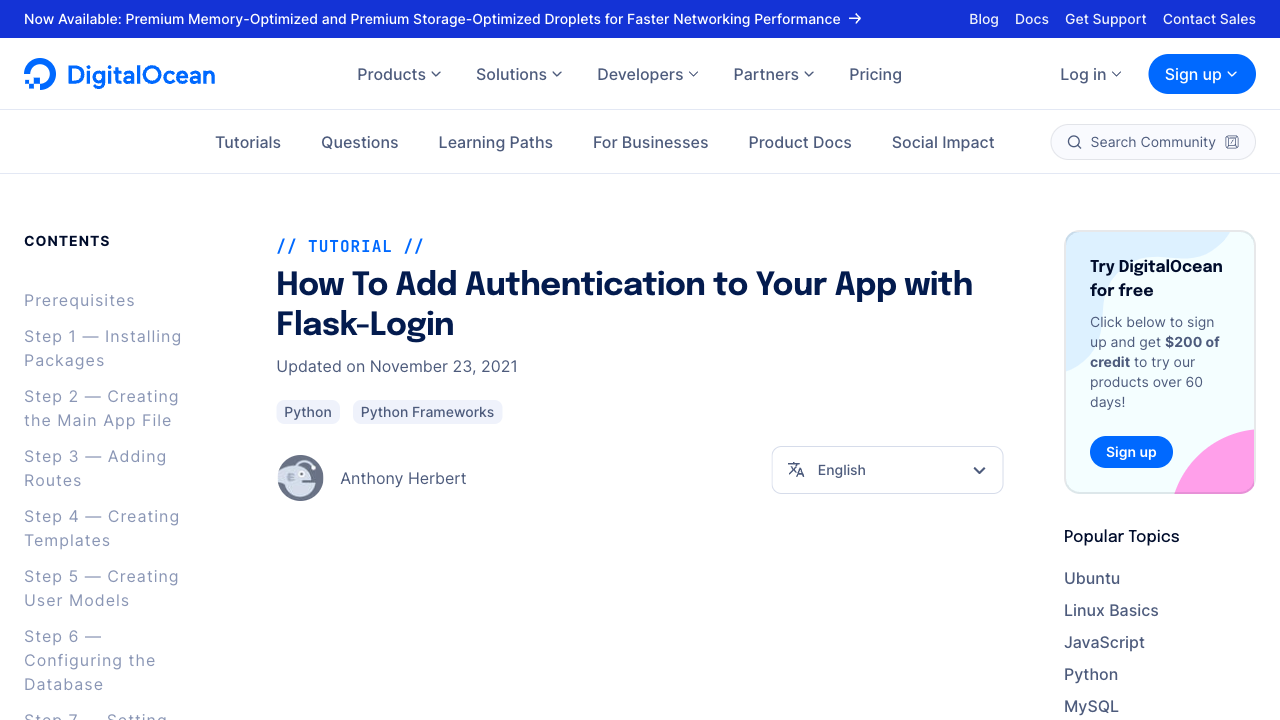 Now Available: Premium Memory-Optimized and Premium Storage-Optimized Droplets for Faster Networking Performance →
Blog Docs Get Support Contact Sales
DigitalOcean
Products Solutions Developers Partners Pricing
Log in Sign up
Tutorials Questions Learning Paths For Businesses Product Docs Social Impact
Search Community
CONTENTS
Prerequisites
Step 1 — Installing
Packages
Step 2 — Creating
the Main App File
Step 3 — Adding
Routes
Step 4 — Creating
Templates
Step 5 — Creating
User Models
Step 6 —
Configuring the
Database
Step 7 — Setting
// TUTORIAL //
How To Add Authentication to Your App with
Flask-Login
Updated on November 23, 2021
Python Python Frameworks
Anthony Herbert
English
Try DigitalOcean
for free
Click below to sign
up and get $200 of
credit to try our
products over 60
days!
Sign up
Popular Topics
Ubuntu
Linux Basics
JavaScript
Python
MySQL